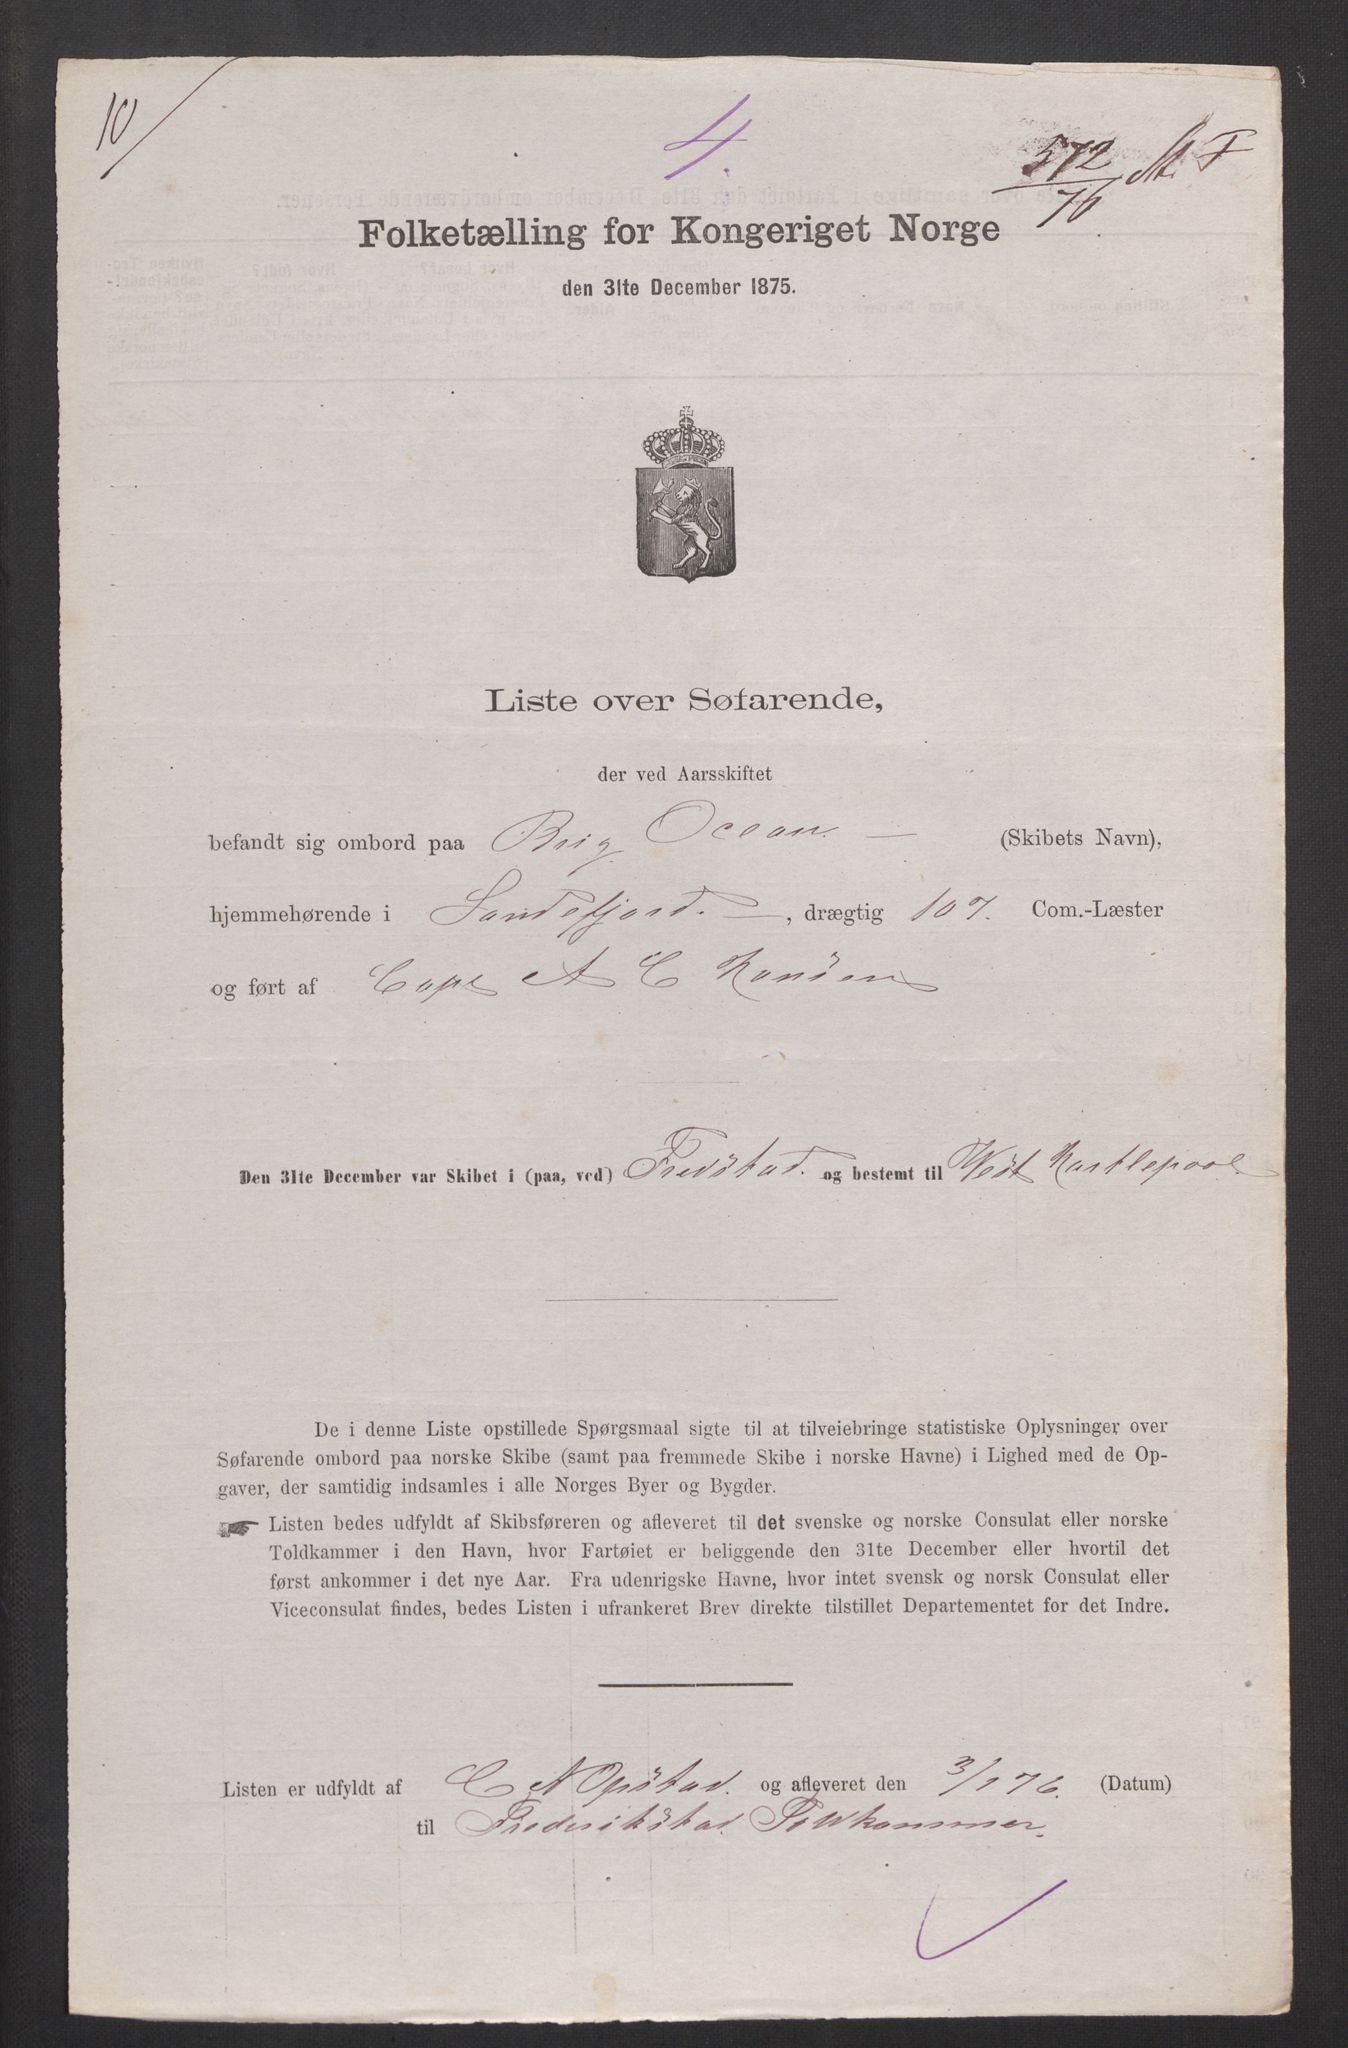 10/
4.
572/76 M. F
Folketælling for Kongeriget Norge
den 31te December 1875.
Liste over Søfarende,
der ved Aarsskiftet
befandt sig ombord paa Brig Ocean. — (Skibets Navn),
hjemmehørende i Sandefjord. —, drægtig 107. Com.-Læster
og ført af Capt A C Hansen
Den 31te December var Skibet i (paa, ved) Fredstad. og bestemt til West Hartlepool
De i denne Liste opstillede Spørgsmaal sigte til at tilveiebringe statistiske Oplysninger over
Søfarende ombord paa norske Skibe (samt paa fremmede Skibe i norske Havne) i Lighed med de Op-
gaver, der samtidig indsamles i alle Norges Byer og Bygder.
☛ Listen bedes udfyldt af Skibsføreren og afleveret til det svenske og norske Consulat eller norske
Toldkammer i den Havn, hvor Fartøiet er beliggende den 31te December eller hvortil det
først ankommer i det nye Aar. Fra udenrigske Havne, hvor intet svensk og norsk Consulat eller
Viceconsulat findes, bedes Listen i ufrankeret Brev direkte tilstillet Departementet for det Indre.
Listen er udfyldt af C A Opstad. og afleveret den 3/1 76. (Datum)
til Frederikstad Toldkammer.